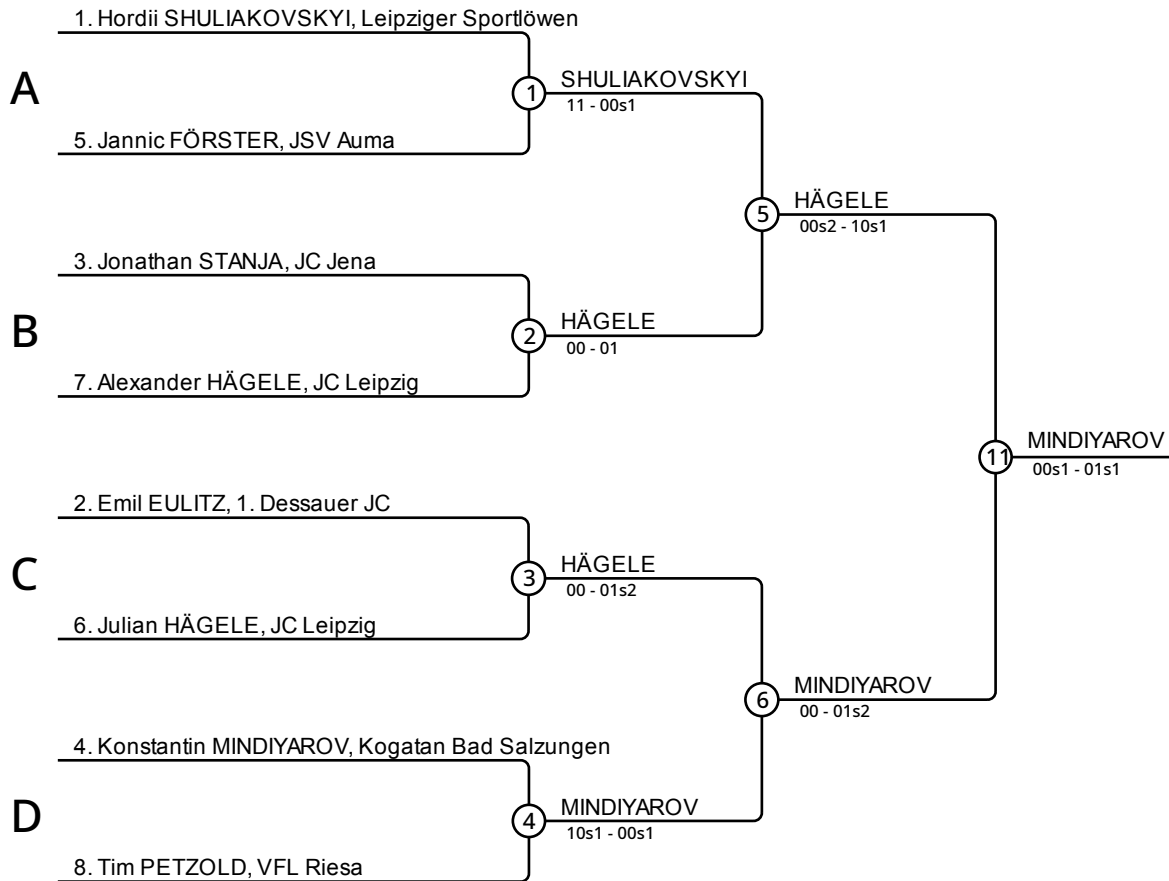 1. Hordii SHULIAKOVSKYI, Leipziger Sportlöwen
A
1
SHULIAKOVSKYI
11 - 00s1
5. Jannic FÖRSTER, JSV Auma
5
HÄGELE
00s2 - 10s1
3. Jonathan STANJA, JC Jena
B
2
HÄGELE
00 - 01
7. Alexander HÄGELE, JC Leipzig
11
MINDIYAROV
00s1 - 01s1
2. Emil EULITZ, 1. Dessauer JC
C
3
HÄGELE
00 - 01s2
6. Julian HÄGELE, JC Leipzig
6
MINDIYAROV
00 - 01s2
4. Konstantin MINDIYAROV, Kogatan Bad Salzungen
D
4
MINDIYAROV
10s1 - 00s1
8. Tim PETZOLD, VFL Riesa